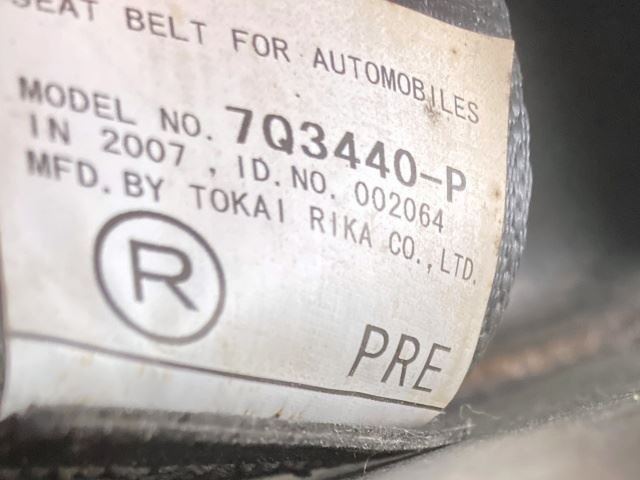 SEAT BELT FOR AUTOMOBILES
MODEL NO. 7Q3440-P
IN 2007, ID.NO. 002064
MFD. BY TOKAI RIKA CO., LTD.
R
PRE